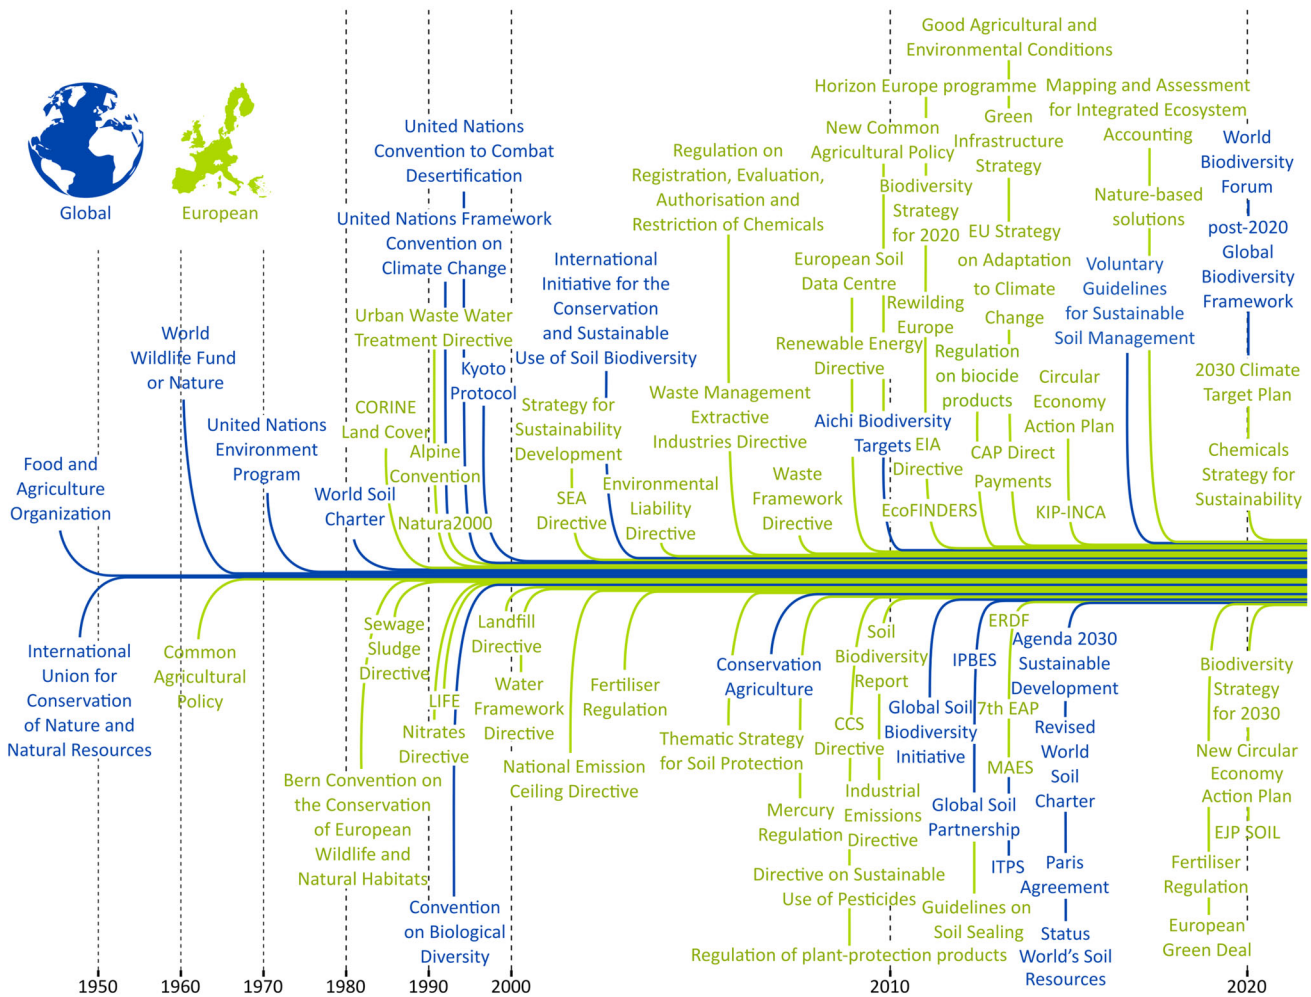 Good Agricultural and
Environmental Conditions
Horizon Europe programme
Mapping and Assessment
for Integrated Ecosystem
Accounting
Green
Infrastructure
Strategy
New Common
Agricultural Policy
United Nations
Convention to Combat
Desertification
World
Biodiversity
Forum
Regulation on
Registration, Evaluation,
Authorisation and
Restriction of Chemicals
Biodiversity
Strategy
for 2020
Nature-based
solutions
Global
European
United Nations Framework
Convention on
Climate Change
post-2020
Global
Biodiversity
Framework
EU Strategy
on Adaptation
to Climate
Change
International
Initiative for the
Conservation
and Sustainable
Use of Soil Biodiversity
European Soil
Data Centre
Voluntary
Guidelines
for Sustainable
Soil Management
Rewilding
Europe
Urban Waste Water
Treatment Directive
World
Wildlife Fund
or Nature
Renewable Energy
Directive
Regulation
on biocide
products
Kyoto
Protocol
2030 Climate
Target Plan
Circular
Economy
Action Plan
Waste Management
Extractive
Industries Directive
CORINE
Land Cover
Strategy for
Sustainability
Development
Aichi Biodiversity
Targets
United Nations
Environment
Program
EIA
Directive
CAP Direct
Payments
Chemicals
Strategy for
Sustainability
Alpine
Convention
Food and
Agriculture
Organization
Waste
Framework
Directive
Environmental
Liability
Directive
World Soil
Charter
SEA
Directive
EcoFINDERS
KIP-INCA
Natura2000
International
Union for
Conservation
of Nature and
Natural Resources
Common
Agricultural
Policy
Sewage
Sludge
Directive
Landfill
Directive
Soil
Biodiversity
Report
ERDF
Agenda 2030
Sustainable
Development
IPBES
Conservation
Agriculture
Biodiversity
Strategy
for 2030
Water
Framework
Directive
Fertiliser
Regulation
LIFE
Global Soil
Biodiversity
Initiative
7th EAP
Nitrates
Directive
CCS
Directive
Revised
World
Soil
Charter
Thematic Strategy
for Soil Protection
New Circular
Economy
Action Plan
National Emission
Ceiling Directive
MAES
Bern Convention on
the Conservation
of European
Wildlife and
Natural Habitats
Industrial
Emissions
Directive
Mercury
Regulation
Global Soil
Partnership
EJP SOIL
ITPS
Paris
Agreement
Fertiliser
Regulation
Directive on Sustainable
Use of Pesticides
Convention
on Biological
Diversity
Guidelines on
Soil Sealing
European
Green Deal
Status
World's Soil
Resources
Regulation of plant-protection products
1950
1960
1970
1980
1990
2000
2010
2020